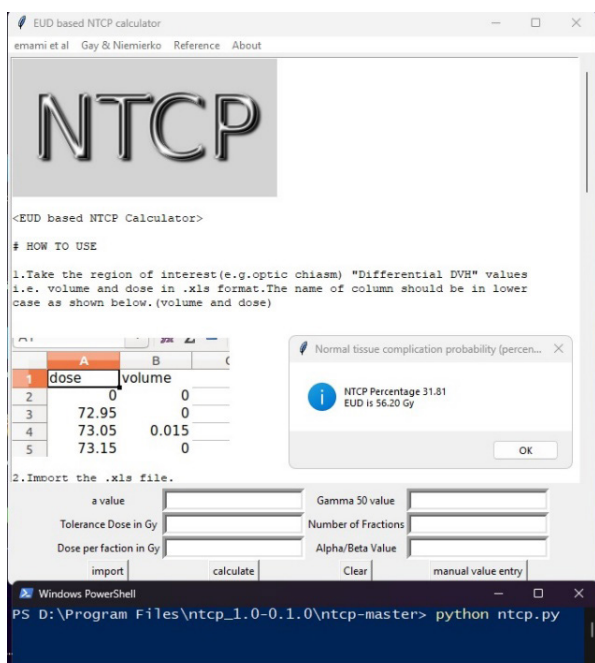 EUD based NTCP calculator
emami et al Gay & Niemierko Reference About
NTCP
<EUD based NTCP Calculator>
# HOW TO USE
1.Take the region of interest(e.g.optic chiasm) "Differential DVH" values
i.e. volume and dose in .xls format.The name of column should be in lower
case as shown below.(volume and dose)
A B
1 dose volume
2 0 0
3 72.95 0
4 73.05 0.015
5 73.15 0
Normal tissue complication probability (percen...
NTCP Percentage 31.81
EUD is 56.20 Gy
OK
2.Import the .xls file.
a value Gamma 50 value
Tolerance Dose in Gy Number of Fractions
Dose per faction in Gy Alpha/Beta Value
import calculate Clear manual value entry
Windows PowerShell
PS D:\Program Files\ntcp_1.0-0.1.0\ntcp-master> python ntcp.py